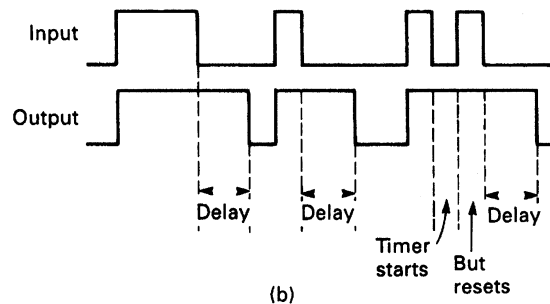 Input
Output
Delay
Delay
Delay
Timer
starts
But
resets
(b)